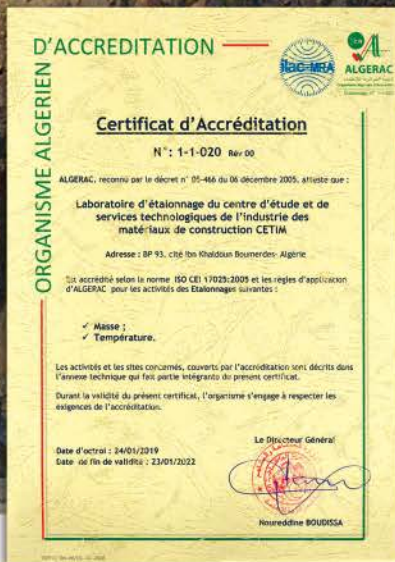 ORGANISME ALGERIEN
D'ACCREDITATION
ilac-MRA
ALGERAC
Certificat d'Accréditation
N°: 1-1-020 Rev 00
ALGERAC, reconnu par le décret n° 05-466 du 06 décembre 2005, atteste que :
Laboratoire d'étalonnage du centre d'étude et de
services technologiques de l'industrie des
matériaux de construction CETIM
Adresse : BP 93, cité Ibn Khaldoun Boumerdes- Algérie
Est accrédité selon la norme ISO CEI 17025:2005 et les règles d'application
d'ALGERAC pour les activités des Etalonnages suivantes :
✓ Masse ;
✓ Température.
Les activités et les sites concernés, couverts par l'accréditation sont décrits dans
l'annexe technique qui fait partie intégrante du présent certificat.
Durant la validité du présent certificat, l'organisme s'engage à respecter les
exigences de l'accréditation.
Le Directeur Général
Date d'octroi : 24/01/2019
Date de fin de validité : 23/01/2022
Noureddine BOUDISSA